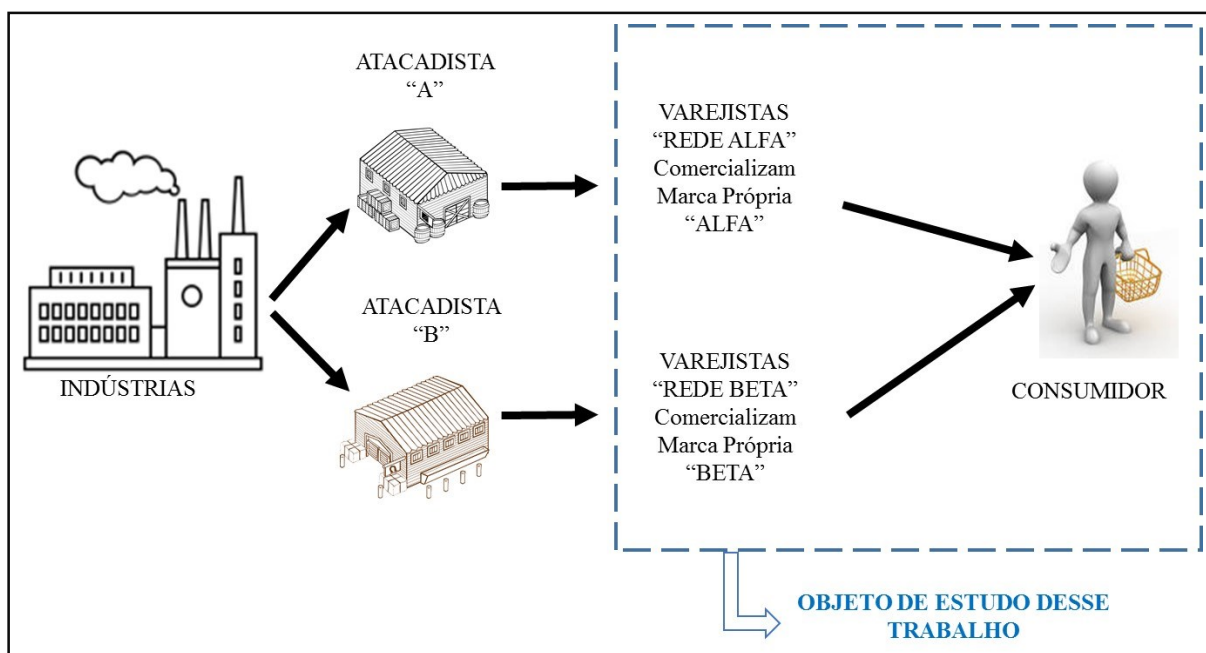 ATACADISTA
“A”
VAREJISTAS
“REDE ALFA”
Comercializam
Marca Própria
“ALFA”
INDÚSTRIAS
ATACADISTA
“B”
VAREJISTAS
“REDE BETA”
Comercializam
Marca Própria
“BETA”
CONSUMIDOR
OBJETO DE ESTUDO DESSE
TRABALHO